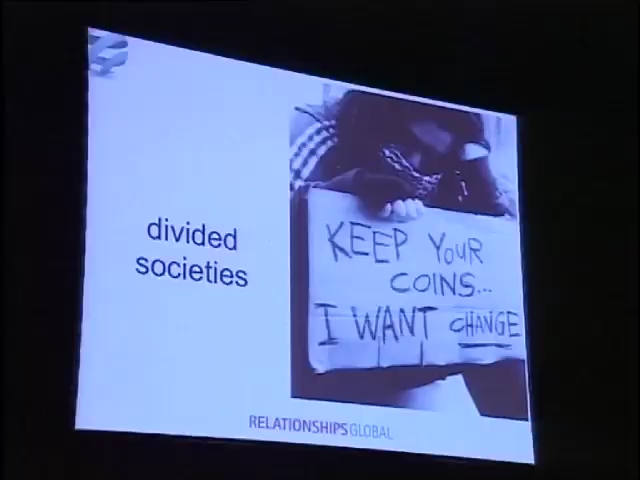 divided
societies
KEEP YOUR
COINS...
I WANT CHANGE
RELATIONSHIPS GLOBAL